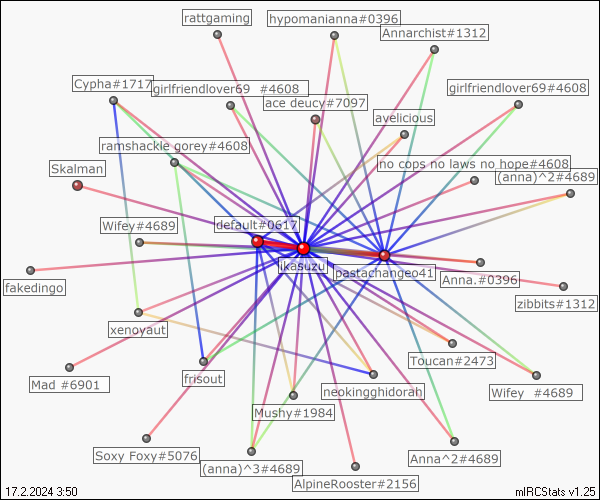 rattgaming
hypomanianna#0396
Annarchist#1312
Cypha#1717
girlfriendlover69 #4608
girlfriendlover69#4608
ace deucy#7097
avelicious
ramshackle gorey#4608
no cops no laws no hope#4608
Skalman
(anna)^2#4689
Wifey#4689
default#0617
ikasuzu
pastachangeo41
Anna.#0396
fakedingo
zibbits#1312
xenoyaut
Toucan#2473
Mad #6901
frisout
neokingghidorah
Wifey #4689
Mushy#1984
Soxy Foxy#5076
(anna)^3#4689
Anna^2#4689
AlpineRooster#2156
17.2.2024 3:50
mIRCStats v1.25